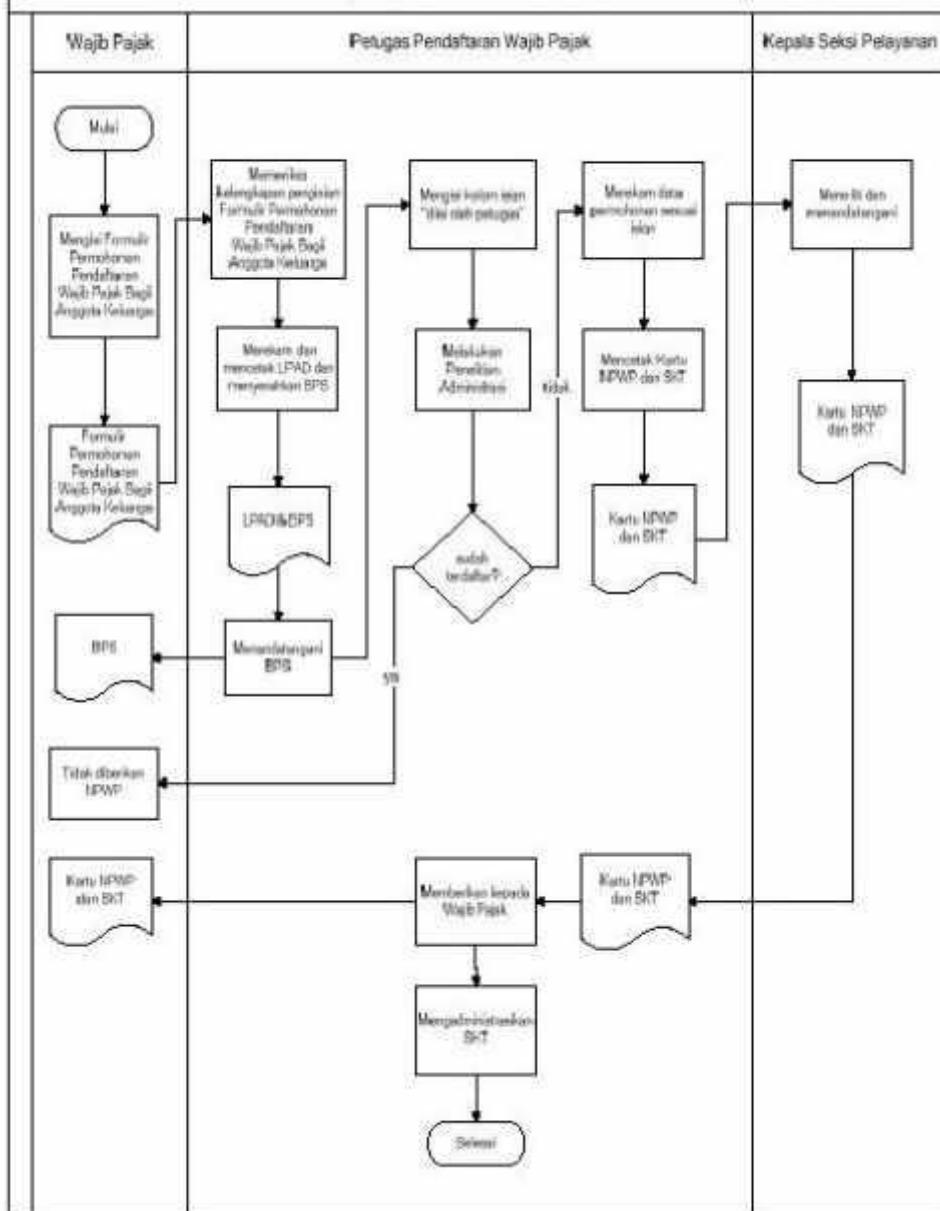 Wajib Pajak
Petugas Pendaftaran Wajib Pajak
Kepala Seksi Pelayanan
Mulai
Mengisi Formulir
Permohonan
Pendaftaran
Wajib Pajak Bagi
Anggota Keluarga
Formulir
Permohonan
Pendaftaran
Wajib Pajak Bagi
Anggota Keluarga
Memeriksa
kelengkapan pengisian
Formulir Permohonan
Pendaftaran
Wajib Pajak Bagi
Anggota Keluarga
Merekam dan
mencetak LPAD dan
menyerahkan BPS
LPAD&BPS
Menandatangani
BPS
BPS
Mengisi kolom isian
"diisi oleh petugas"
Melakukan
Penelitian
Administrasi
sudah
terdaftar?
tidak
ya
Tidak diberikan
NPWP
Merekam data
permohonan sesuai
isian
Mencetak Kartu
NPWP dan SKT
Kartu NPWP
dan SKT
Meneliti dan
menandatangani
Kartu NPWP
dan SKT
Kartu NPWP
dan SKT
Memberikan kepada
Wajib Pajak
Kartu NPWP
dan SKT
Mengadministrasikan
SKT
Selesai